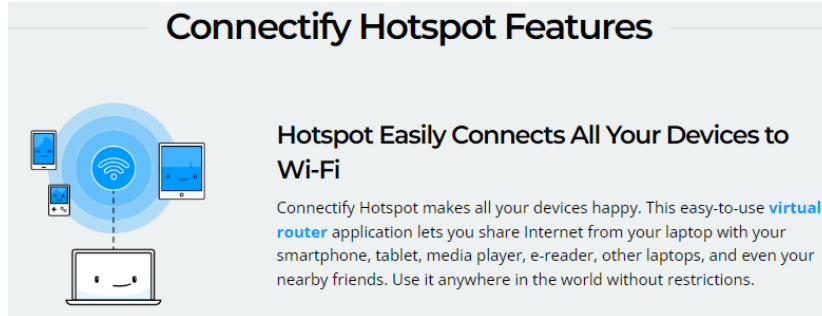 Connectify Hotspot Features
Hotspot Easily Connects All Your Devices to
Wi-Fi
Connectify Hotspot makes all your devices happy. This easy-to-use virtual
router application lets you share Internet from your laptop with your
smartphone, tablet, media player, e-reader, other laptops, and even your
nearby friends. Use it anywhere in the world without restrictions.